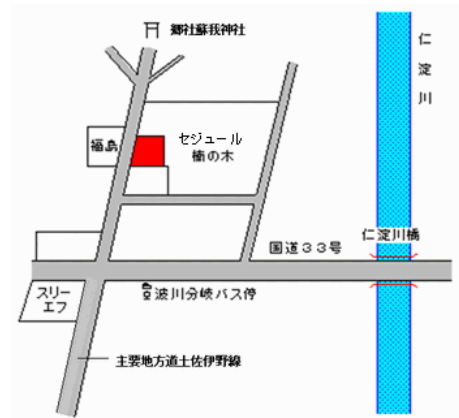 郷社蘇我神社
仁
淀
川
福島
セジュール
楠の木
仁淀川橋
国道33号
スリー
エフ
波川分岐バス停
主要地方道土佐伊野線